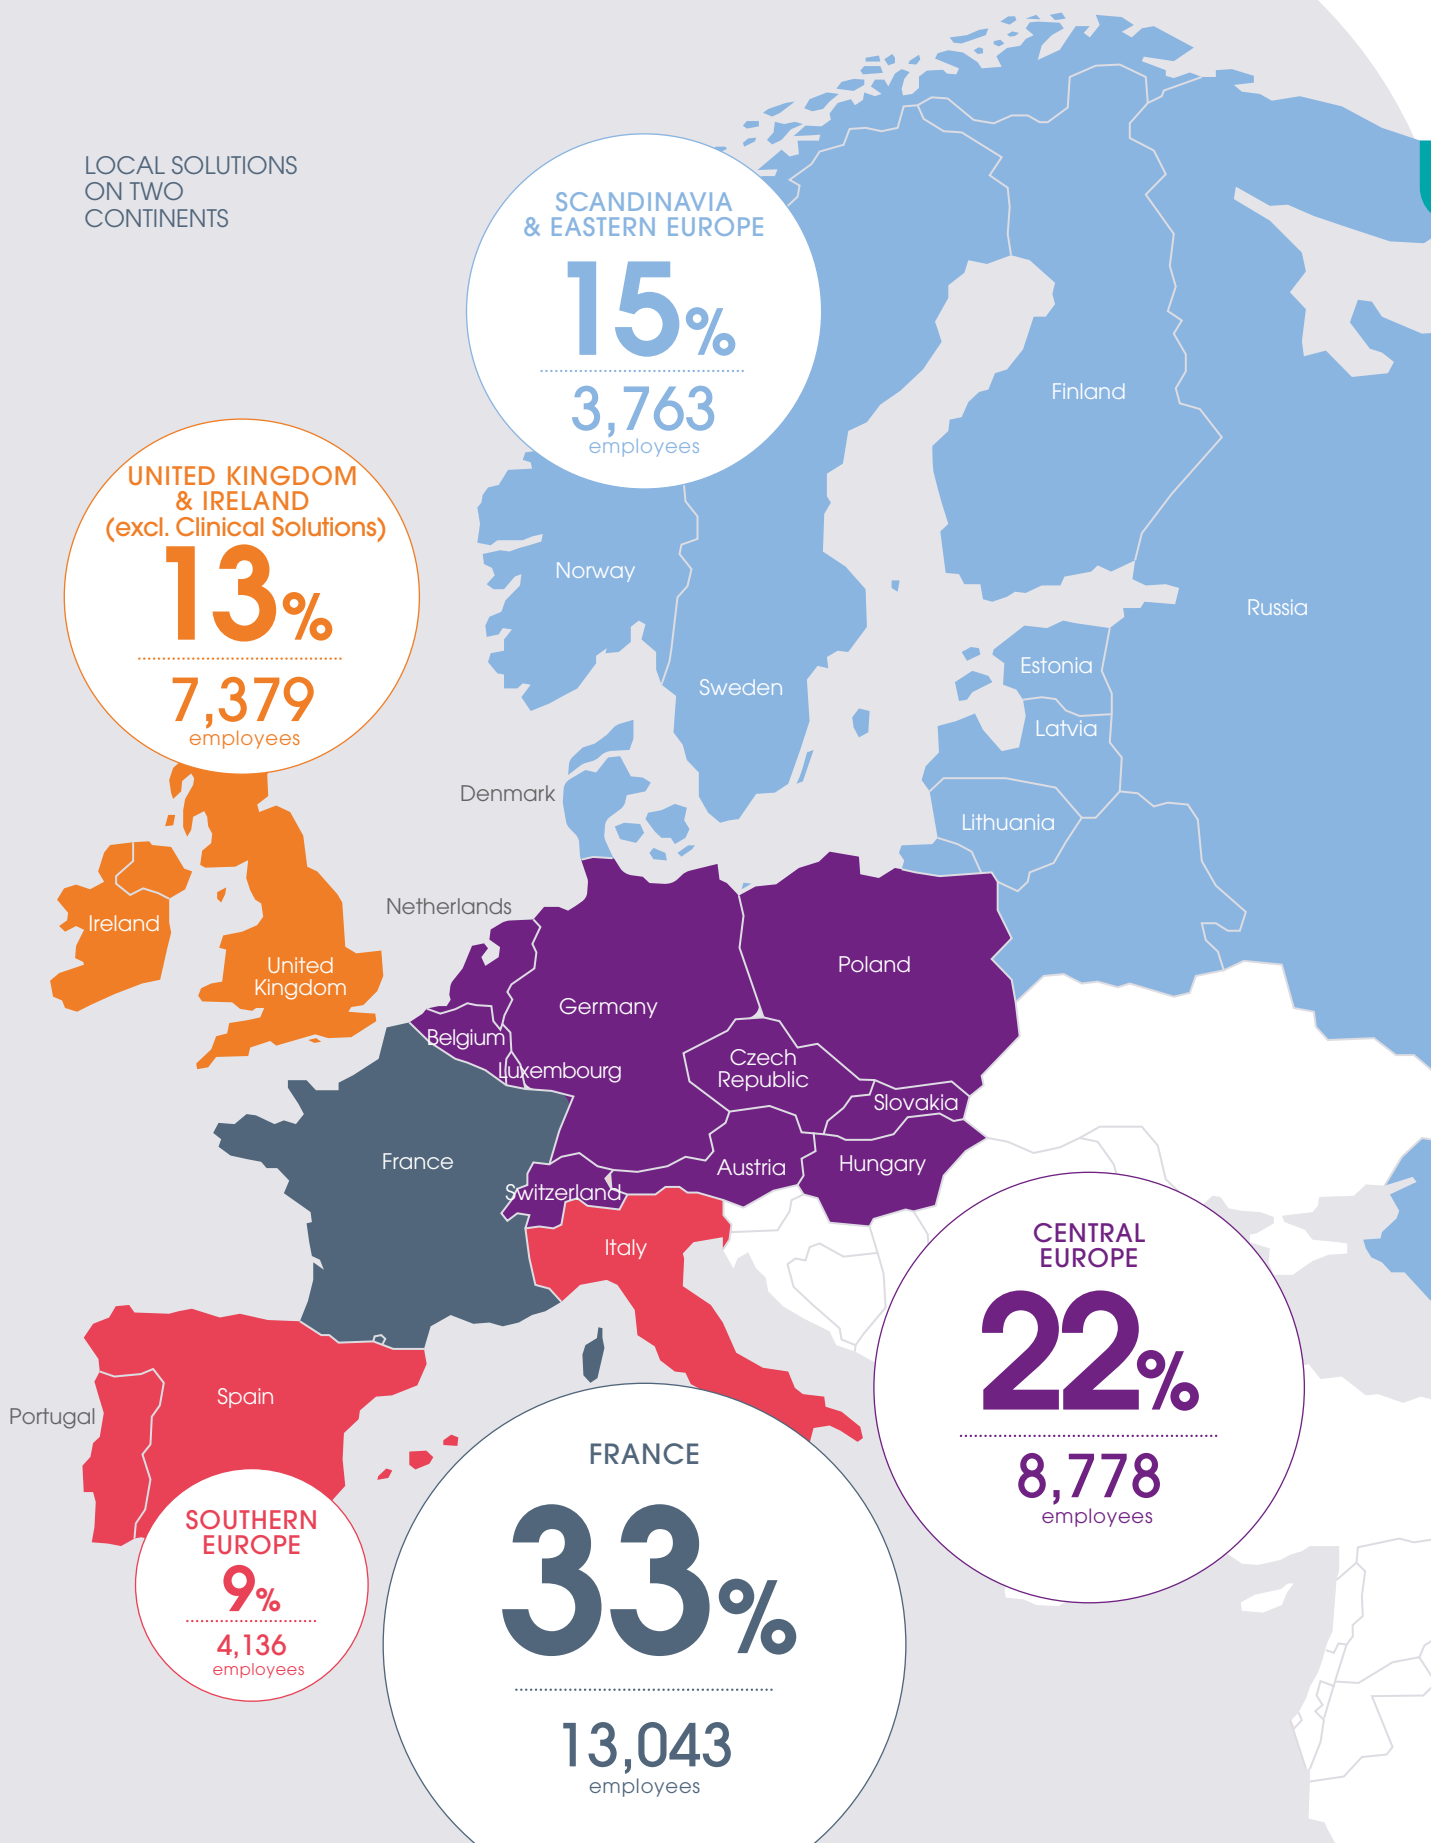 LOCAL SOLUTIONS
ON TWO
CONTINENTS
SCANDINAVIA
& EASTERN EUROPE
15%
3,763
employees
UNITED KINGDOM
& IRELAND
(excl. Clinical Solutions)
13%
7,379
employees
Finland
Norway
Russia
Sweden
Estonia
Latvia
Denmark
Lithuania
Netherlands
Ireland
United
Kingdom
Poland
Germany
Belgium
Luxembourg
Czech
Republic
Slovakia
France
Austria
Hungary
Switzerland
Italy
Spain
Portugal
CENTRAL
EUROPE
22%
8,778
employees
SOUTHERN
EUROPE
9%
4,136
employees
FRANCE
33%
13,043
employees